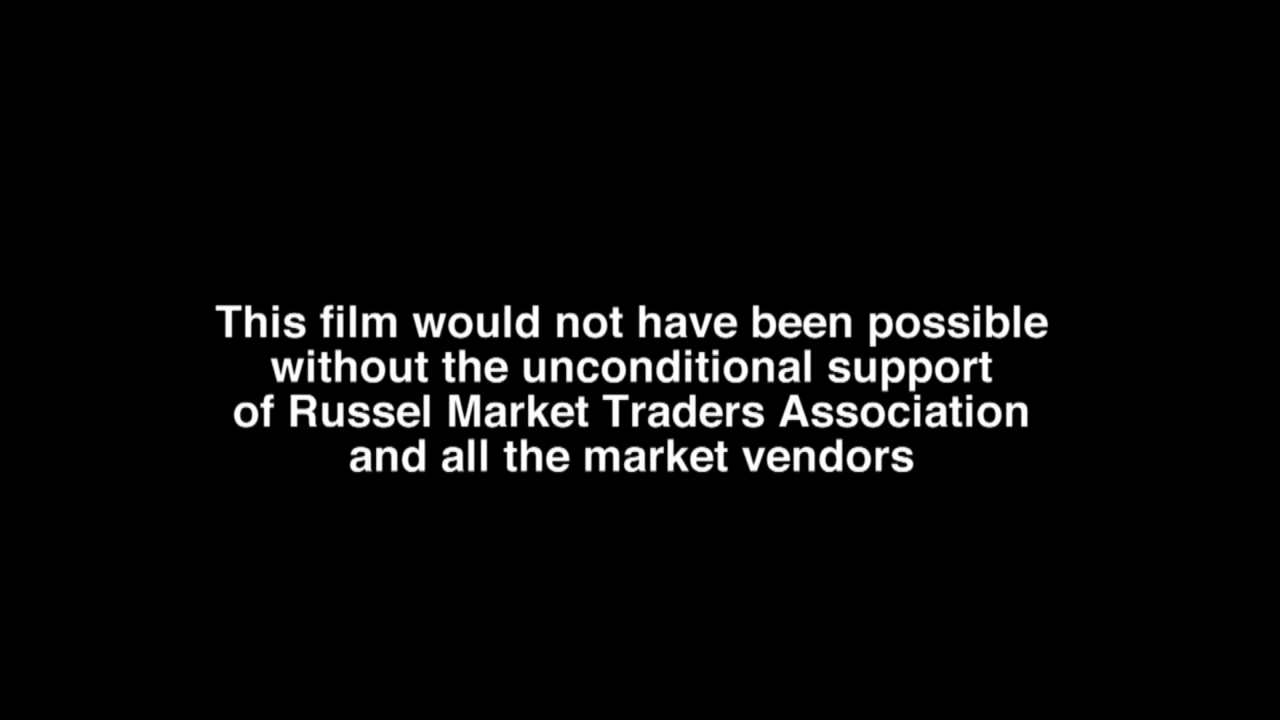 This film would not have been possible
without the unconditional support
of Russel Market Traders Association
and all the market vendors